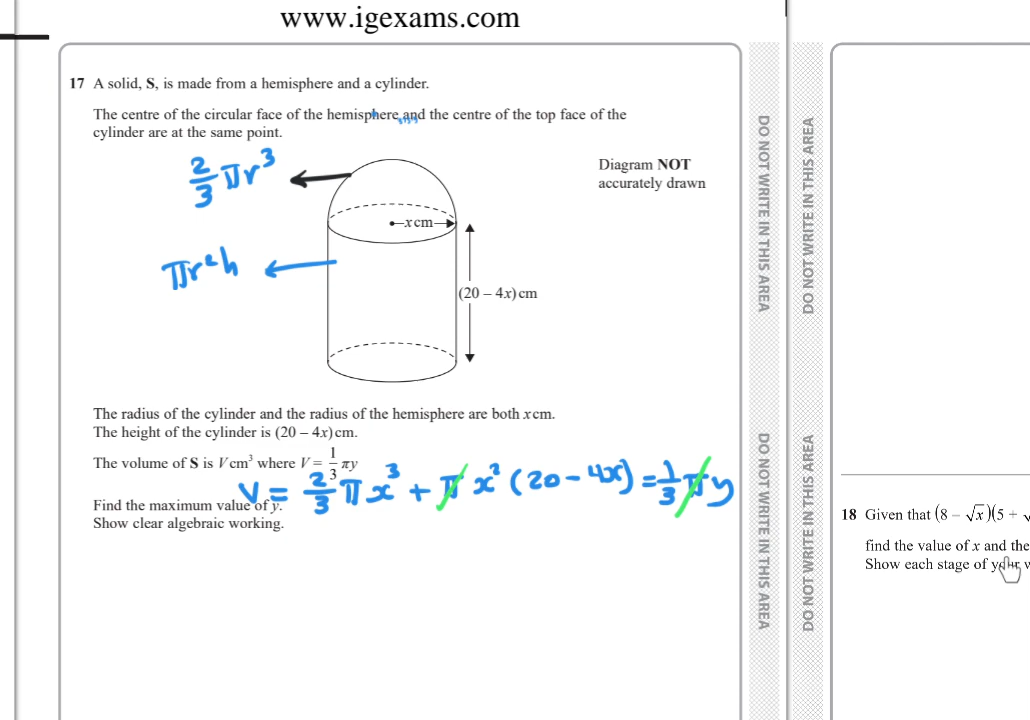 www.igexams.com
17 A solid, S, is made from a hemisphere and a cylinder.
The centre of the circular face of the hemisphere and the centre of the top face of the
cylinder are at the same point.
2/3 πr³
Diagram NOT
accurately drawn
x cm
πr²h
(20 – 4x) cm
The radius of the cylinder and the radius of the hemisphere are both x cm.
The height of the cylinder is (20 – 4x) cm.
The volume of S is V cm³ where V = 1/3 πy
V = 2/3 π x³ + π x² (20 - 4x) = 1/3 π y
Find the maximum value of y.
Show clear algebraic working.
DO NOT WRITE IN THIS AREA
DO NOT WRITE IN THIS AREA
DO NOT WRITE IN THIS AREA
DO NOT WRITE IN THIS AREA
18 Given that (8 – √x)(5 +
find the value of x and the
Show each stage of your